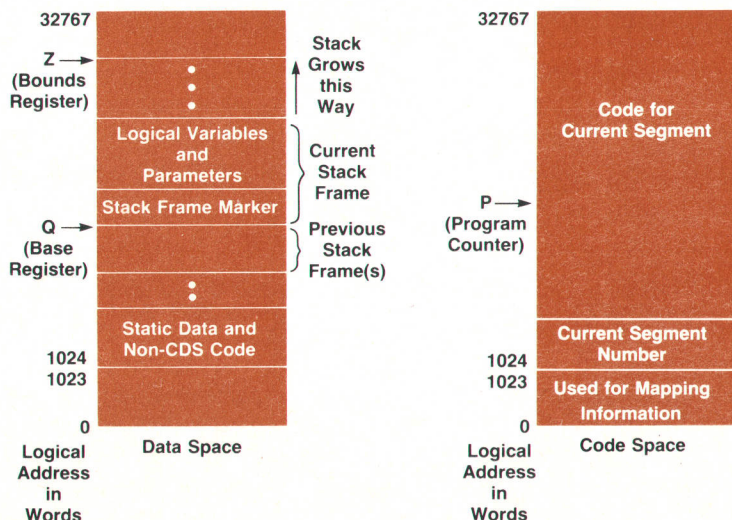 32767
Z
(Bounds
Register)
Stack
Grows
this
Way
Logical Variables
and
Parameters
Current
Stack
Frame
Stack Frame Marker
Q
(Base
Register)
Previous
Stack
Frame(s)
Static Data and
Non-CDS Code
1024
1023
0
Logical
Address
in
Words
Data Space
32767
Code for
Current Segment
P
(Program
Counter)
Current Segment
Number
1024
1023
Used for Mapping
Information
0
Logical
Address
in
Words
Code Space